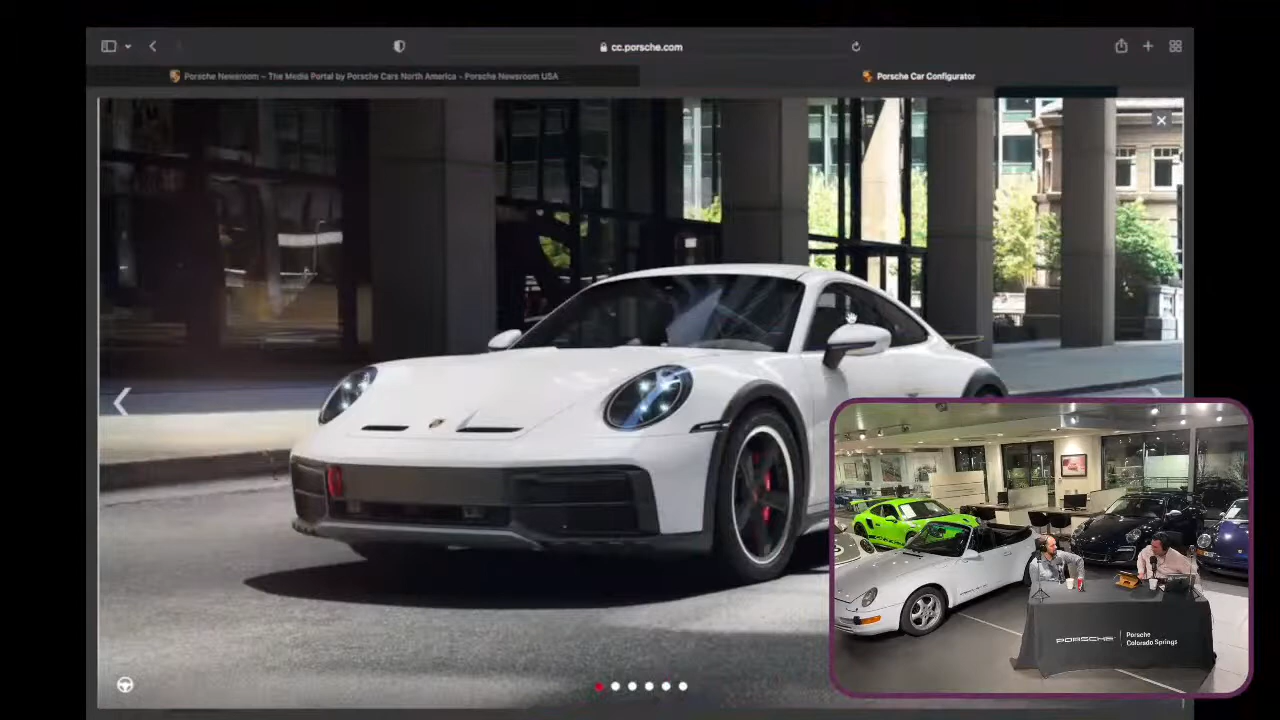 cc.porsche.com
Porsche Newsroom – The Media Portal by Porsche Cars North America - Porsche Newsroom USA
Porsche Car Configurator
PORSCHE
Porsche
Colorado Springs